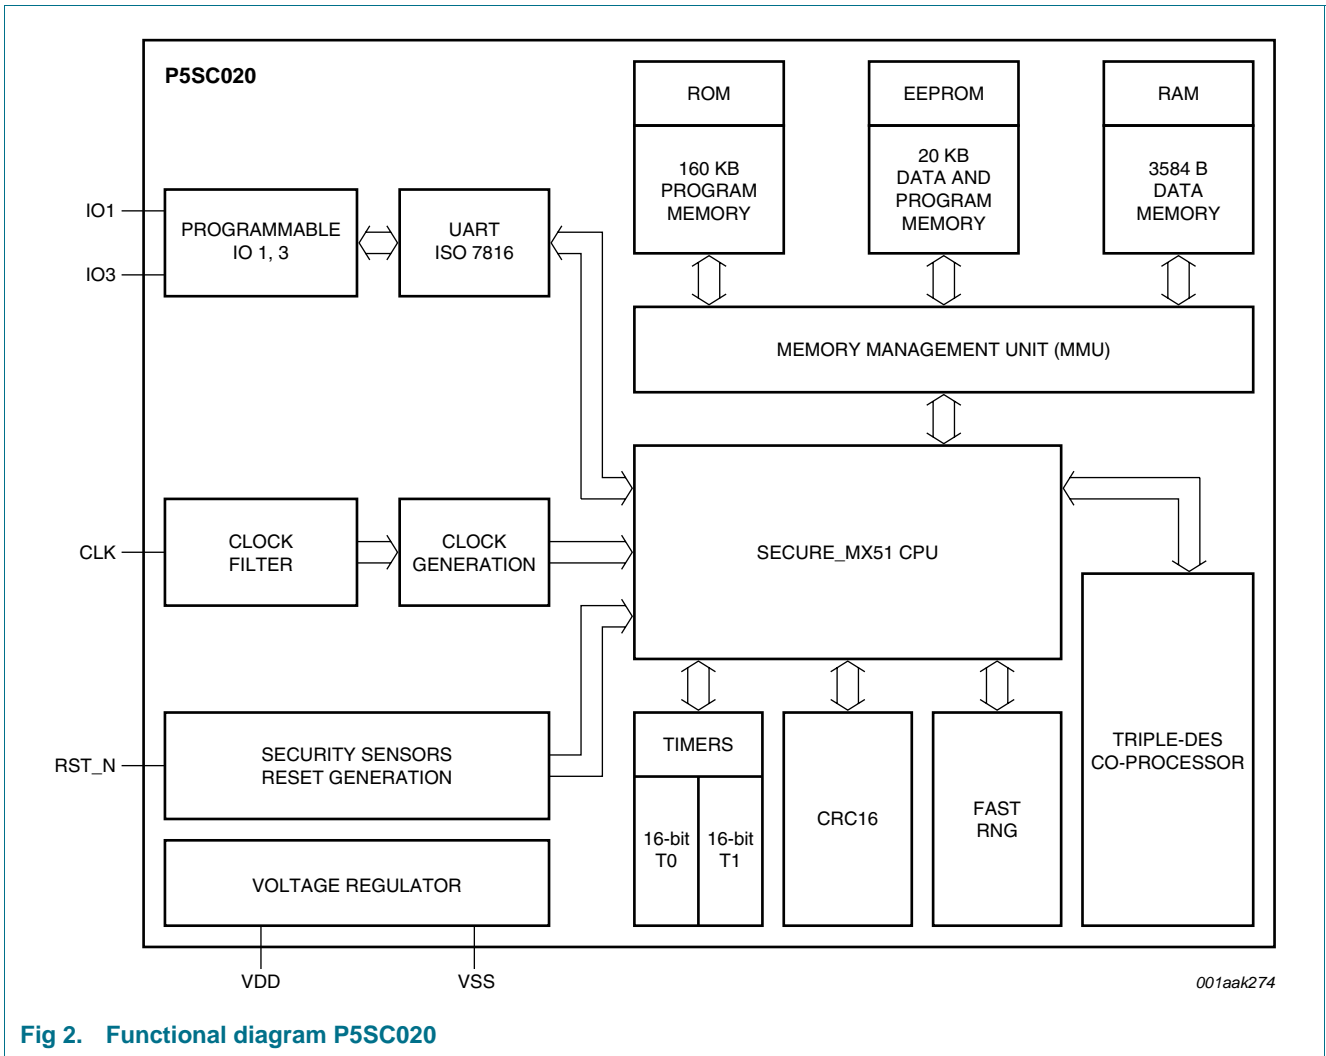 P5SC020
ROM
160 KB
PROGRAM
MEMORY
EEPROM
20 KB
DATA AND
PROGRAM
MEMORY
RAM
3584 B
DATA
MEMORY
IO1
IO3
PROGRAMMABLE
IO 1, 3
UART
ISO 7816
MEMORY MANAGEMENT UNIT (MMU)
CLK
CLOCK
FILTER
CLOCK
GENERATION
SECURE_MX51 CPU
RST_N
SECURITY SENSORS
RESET GENERATION
TIMERS
16-bit
T0
16-bit
T1
CRC16
FAST
RNG
TRIPLE-DES
CO-PROCESSOR
VOLTAGE REGULATOR
VDD
VSS
001aak274
Fig 2. Functional diagram P5SC020